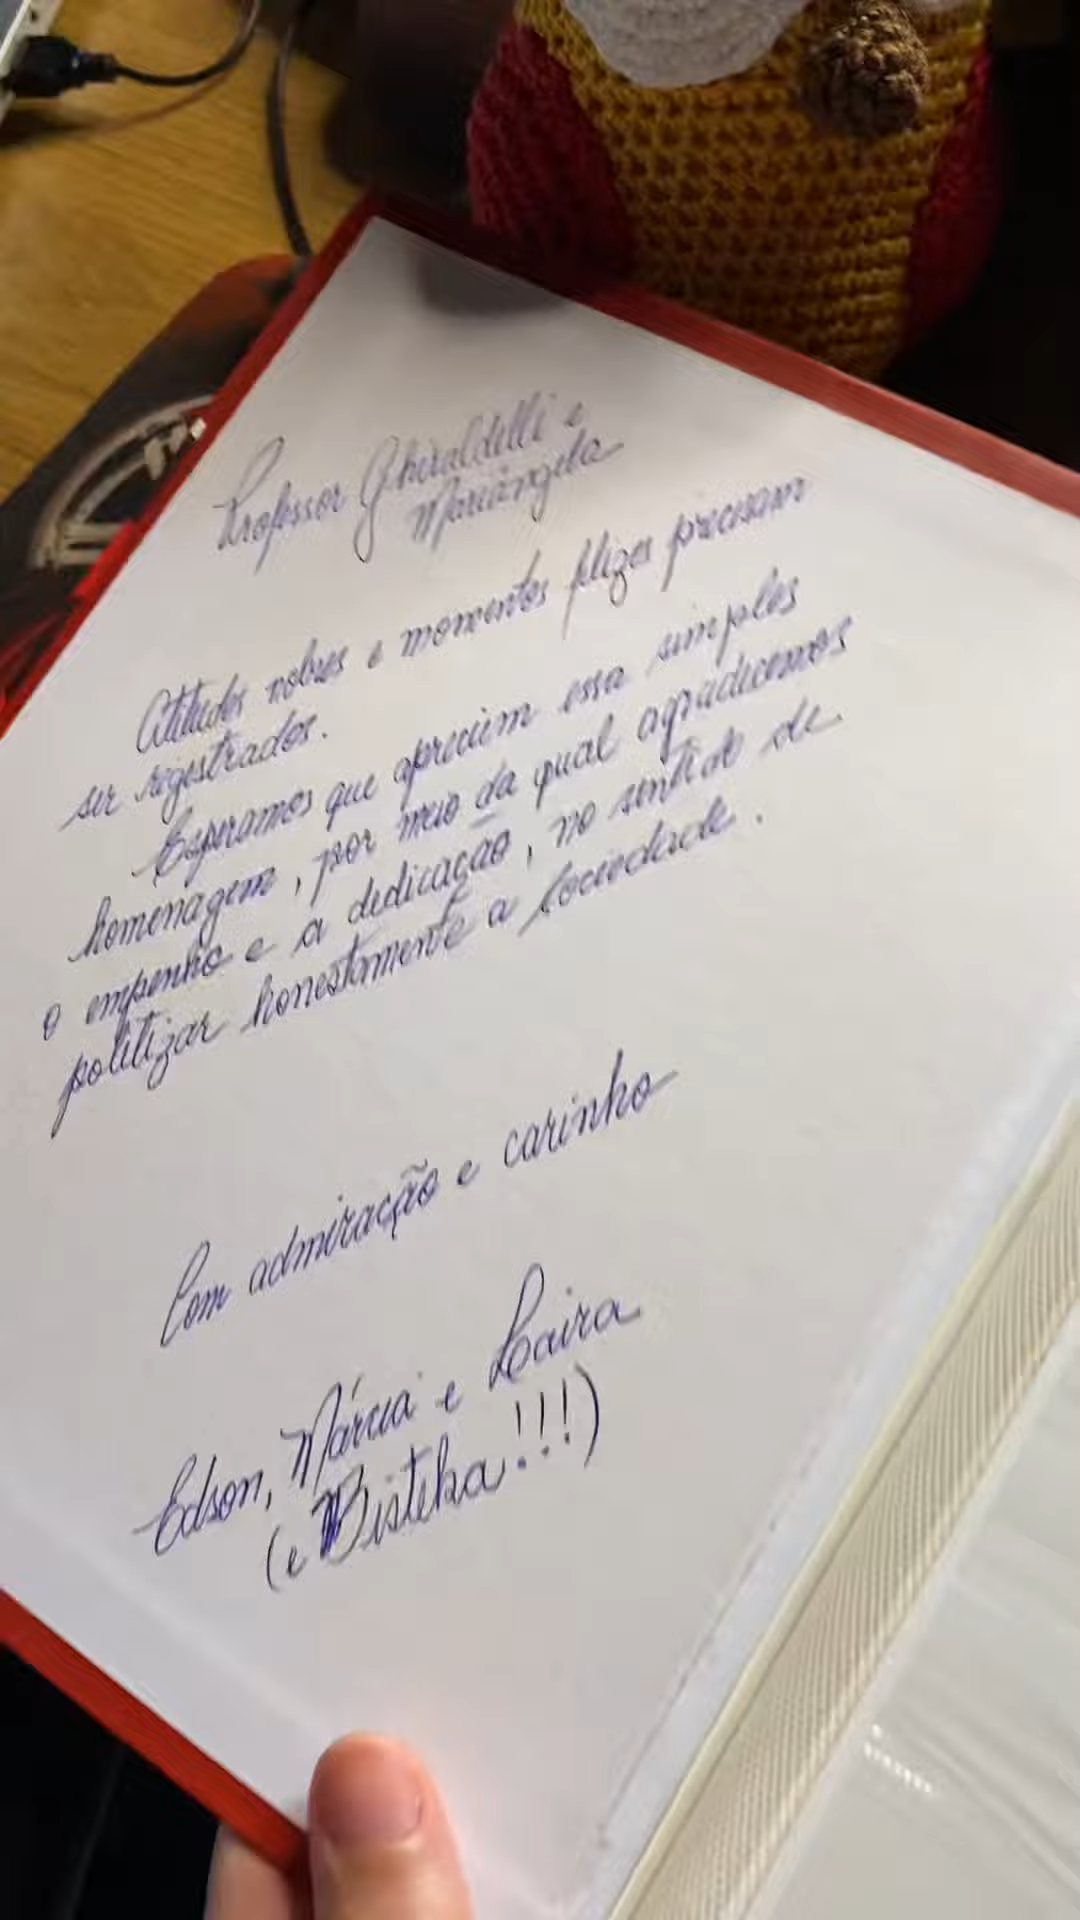 Professor Ghiraldelli e
Mariângela
Atitudes nobres e momentos felizes precisam
ser registrados.
Esperamos que apreciem essa simples
homenagem, por meio da qual agradecemos
o empenho e a dedicação, no sentido de
politizar honestamente a sociedade.
Com admiração e carinho
Edson, Márcia e Laira
(e Bisteka!!!)